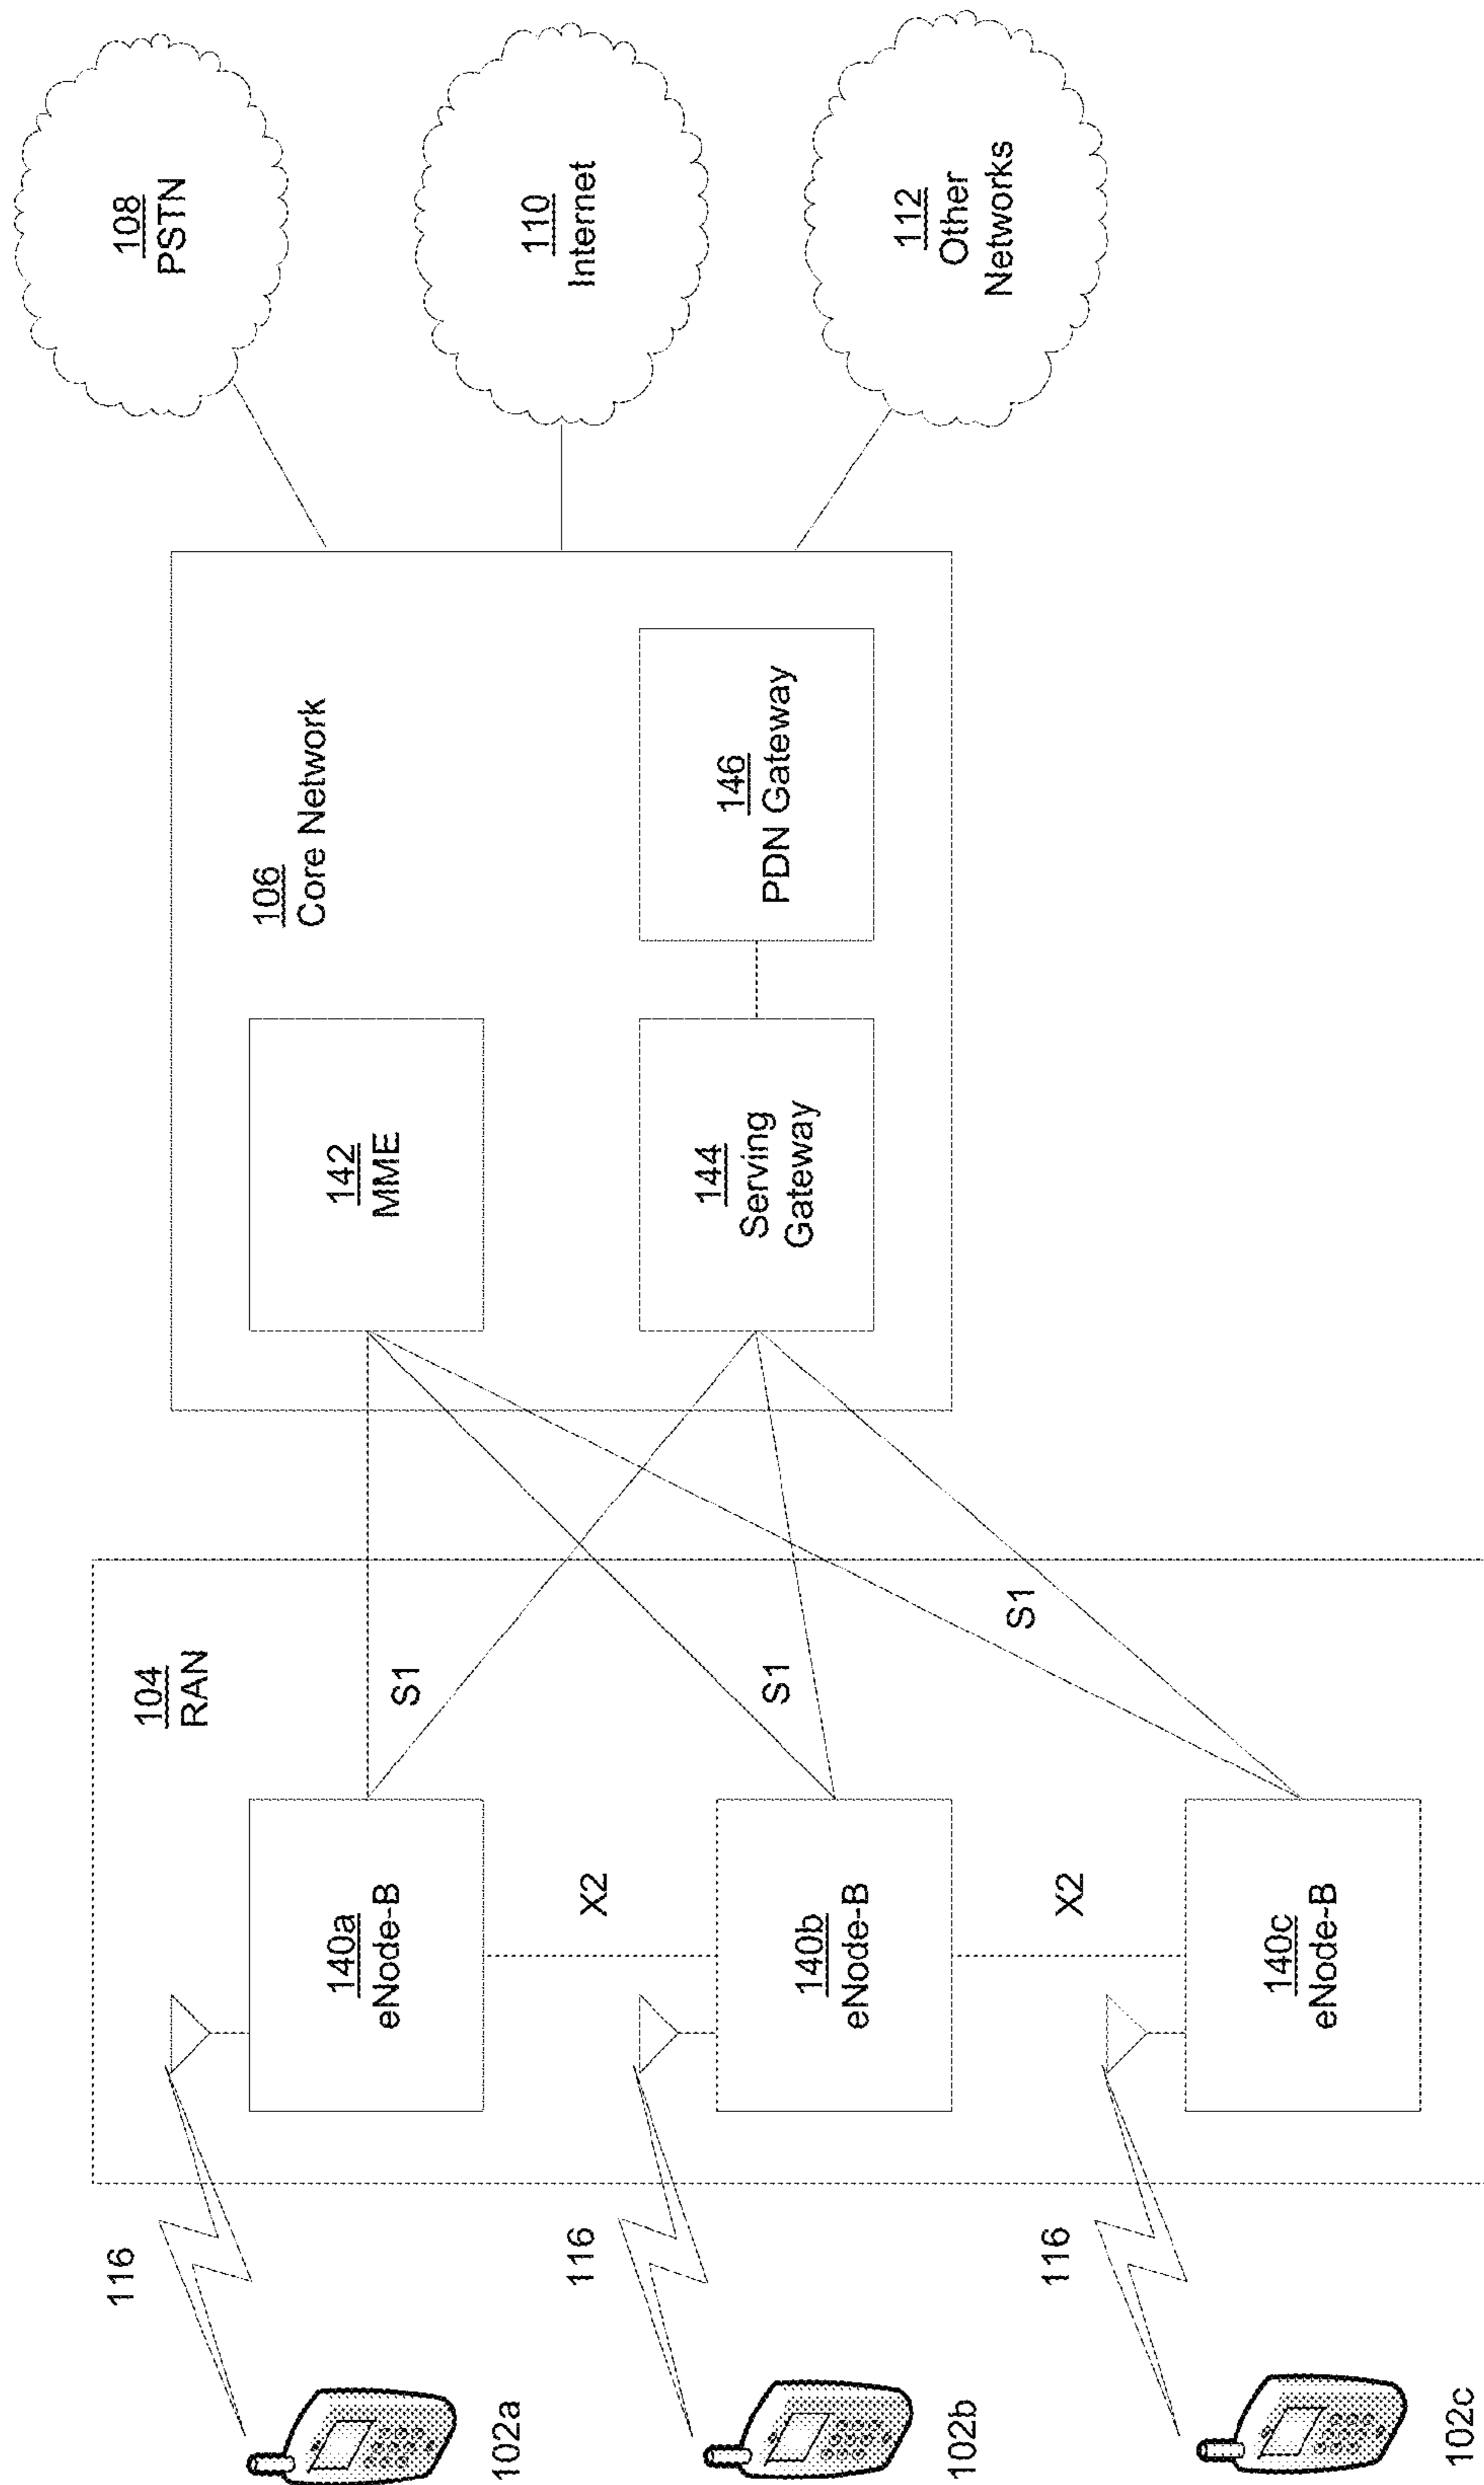 116
102a
104
RAN
140a
eNode-B
S1
106
Core Network
142
MME
108
PSTN
X2
116
102b
140b
eNode-B
S1
144
Serving
Gateway
146
PDN Gateway
110
Internet
X2
116
102c
140c
eNode-B
S1
112
Other
Networks